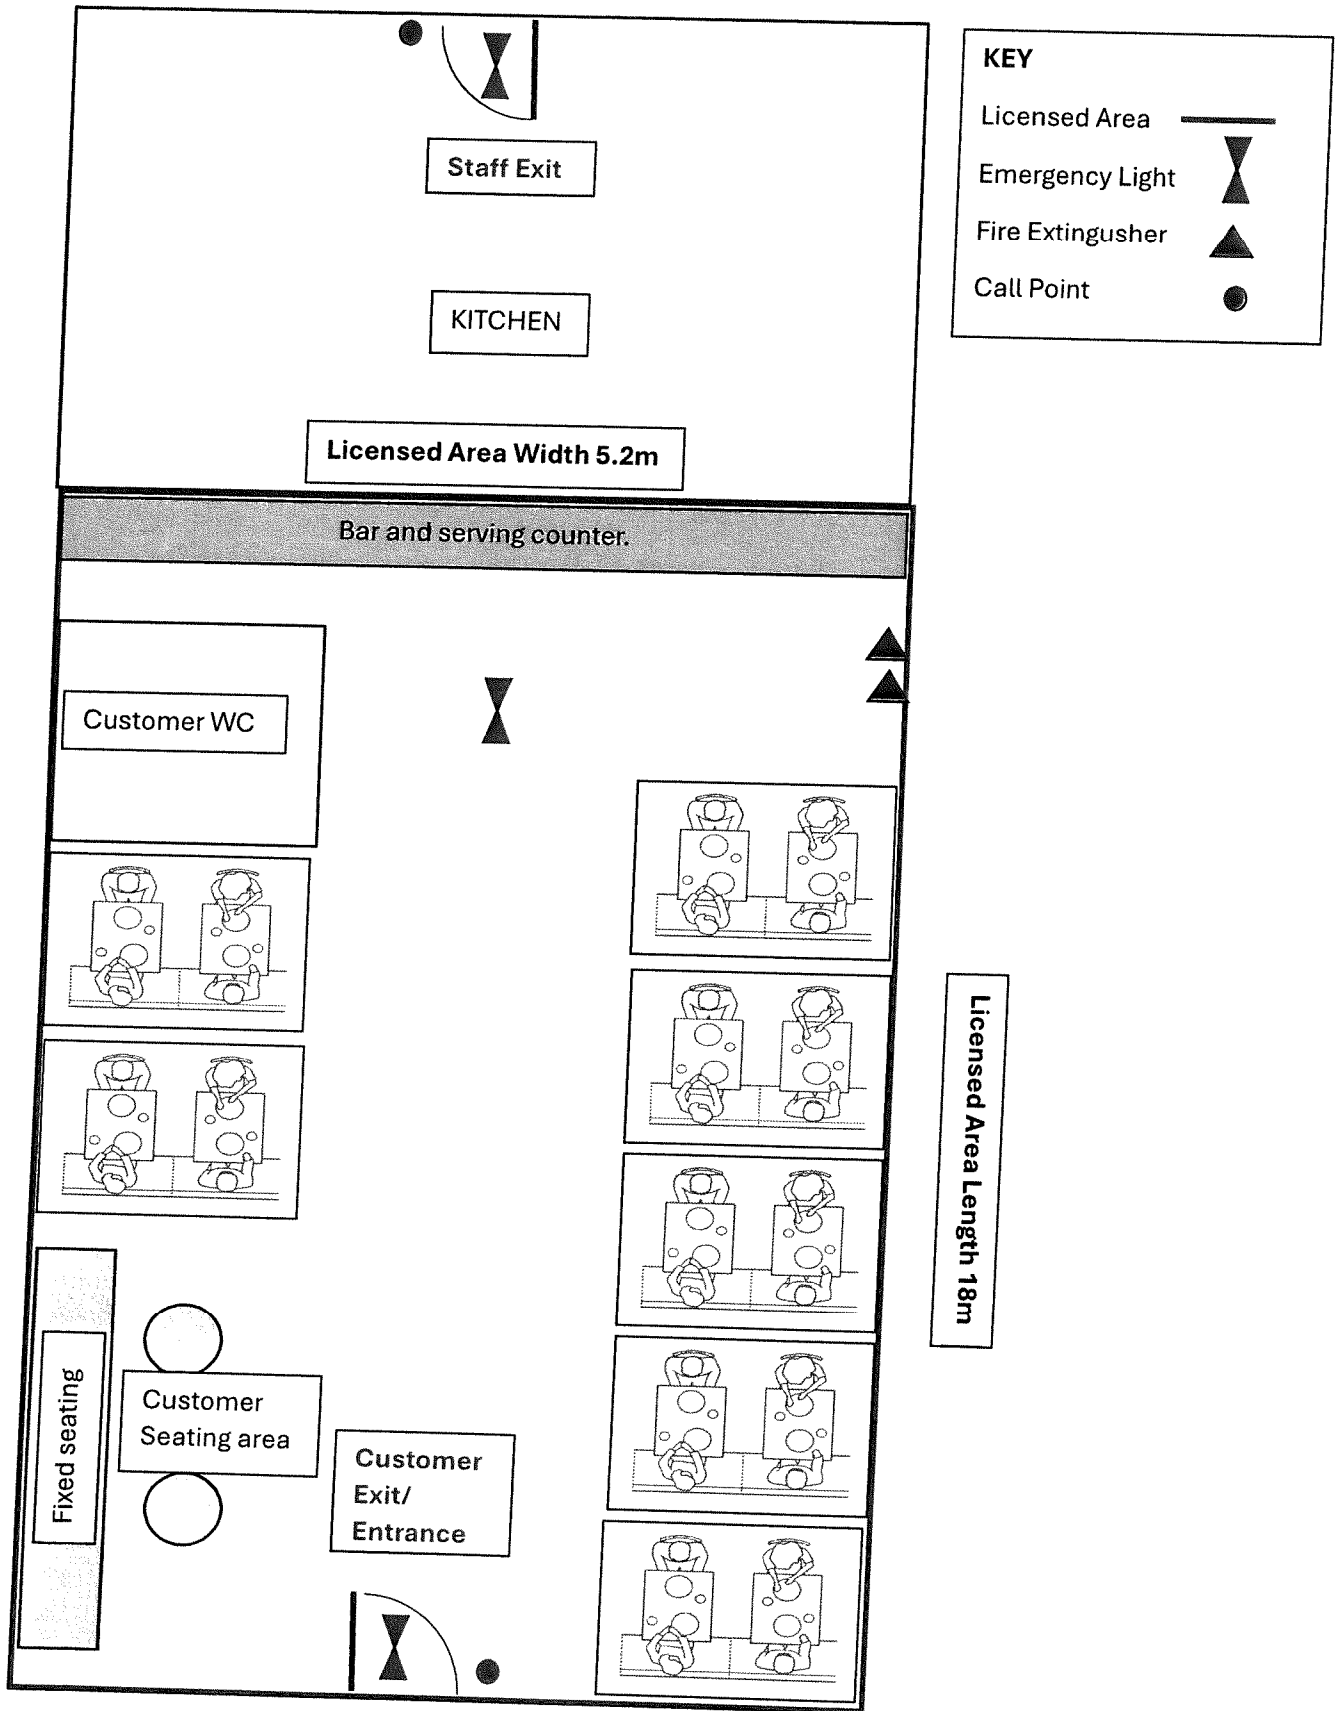 KEY
Licensed Area
Emergency Light
Fire Extingusher
Call Point
Staff Exit
KITCHEN
Licensed Area Width 5.2m
Bar and serving counter.
Customer WC
Licensed Area Length 18m
Fixed seating
Customer
Seating area
Customer
Exit/
Entrance